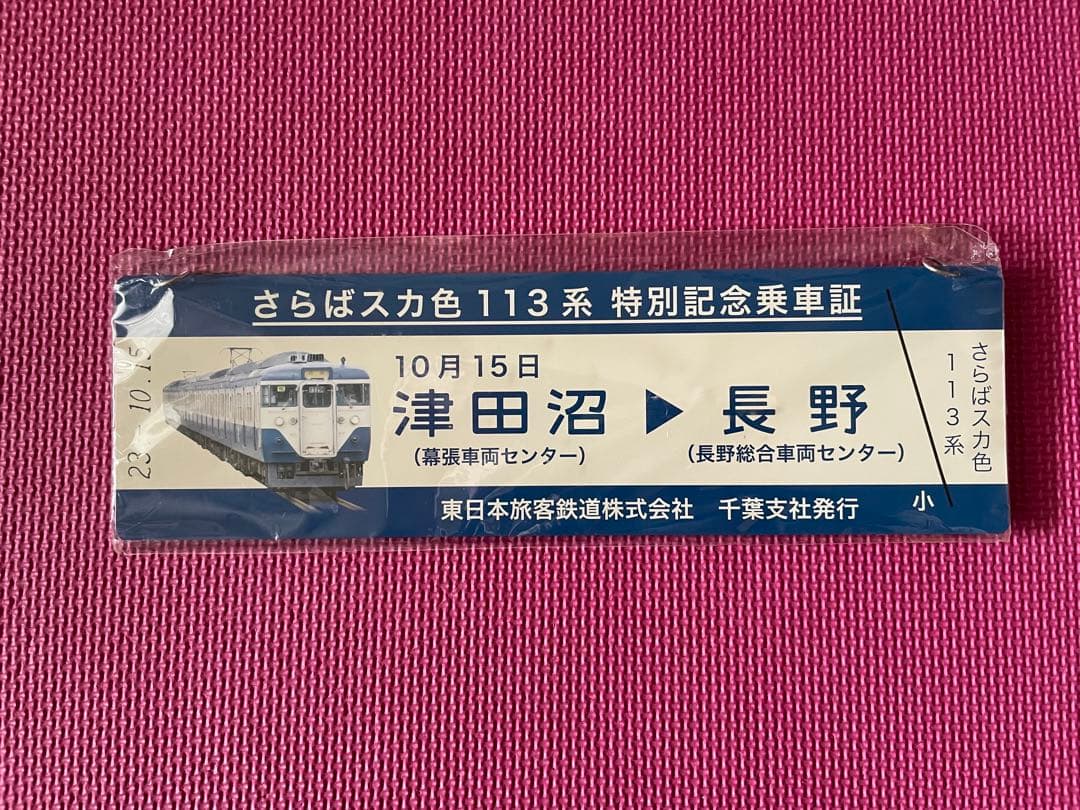 さらばスカ色113系 特別記念乗車証
23 10.15
10月15日
津田沼 ▶ 長野
(幕張車両センター) (長野総合車両センター)
東日本旅客鉄道株式会社 千葉支社発行
さらばスカ色
113系
小